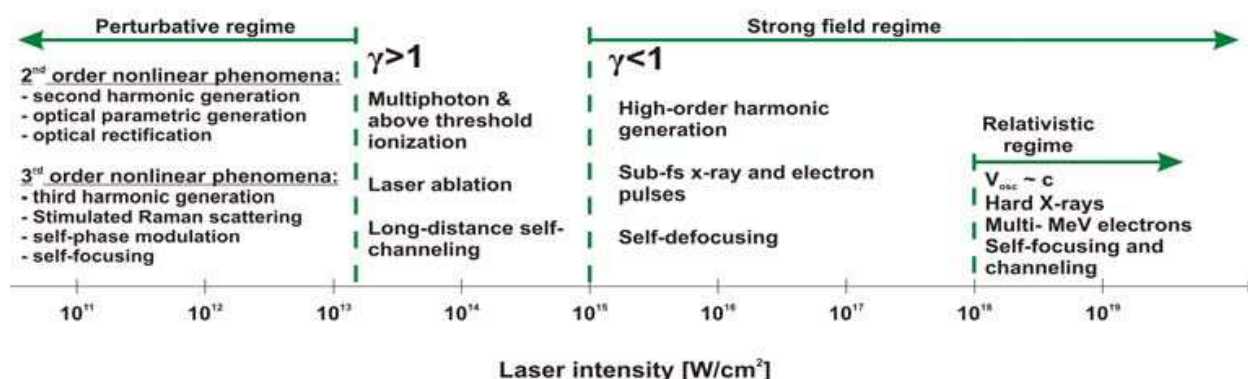 Perturbative regime
Strong field regime
γ>1
γ<1
2nd order nonlinear phenomena:
- second harmonic generation
- optical parametric generation
- optical rectification
3rd order nonlinear phenomena:
- third harmonic generation
- Stimulated Raman scattering
- self-phase modulation
- self-focusing
Multiphoton &
above threshold
ionization
Laser ablation
Long-distance self-
channeling
High-order harmonic
generation
Sub-fs x-ray and electron
pulses
Self-defocusing
Relativistic
regime
Vosc ~ c
Hard X-rays
Multi- MeV electrons
Self-focusing and
channeling
10¹¹ 10¹² 10¹³ 10¹⁴ 10¹⁵ 10¹⁶ 10¹⁷ 10¹⁸ 10¹⁹
Laser intensity [W/cm²]